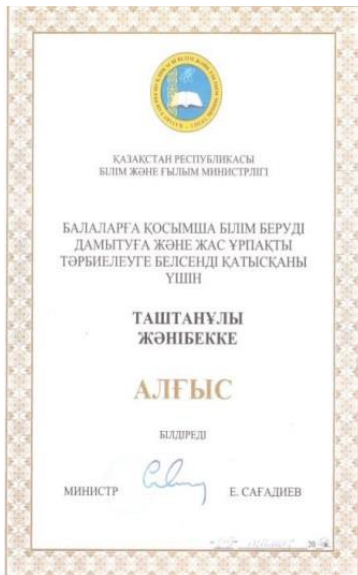 ҚАЗАҚСТАН РЕСПУБЛИКАСЫ
БІЛІМ ЖӘНЕ ҒЫЛЫМ МИНИСТРЛІГІ
БАЛАЛАРҒА ҚОСЫМША БІЛІМ БЕРУДІ
ДАМЫТУҒА ЖӘНЕ ЖАС ҰРПАҚТЫ
ТӘРБИЕЛЕУГЕ БЕЛСЕНДІ ҚАТЫСҚАНЫ
ҮШІН
ТАШТАНҰЛЫ
ЖӘНІБЕККЕ
АЛҒЫС
БІЛДІРЕДІ
МИНИСТР Е. САҒАДИЕВ